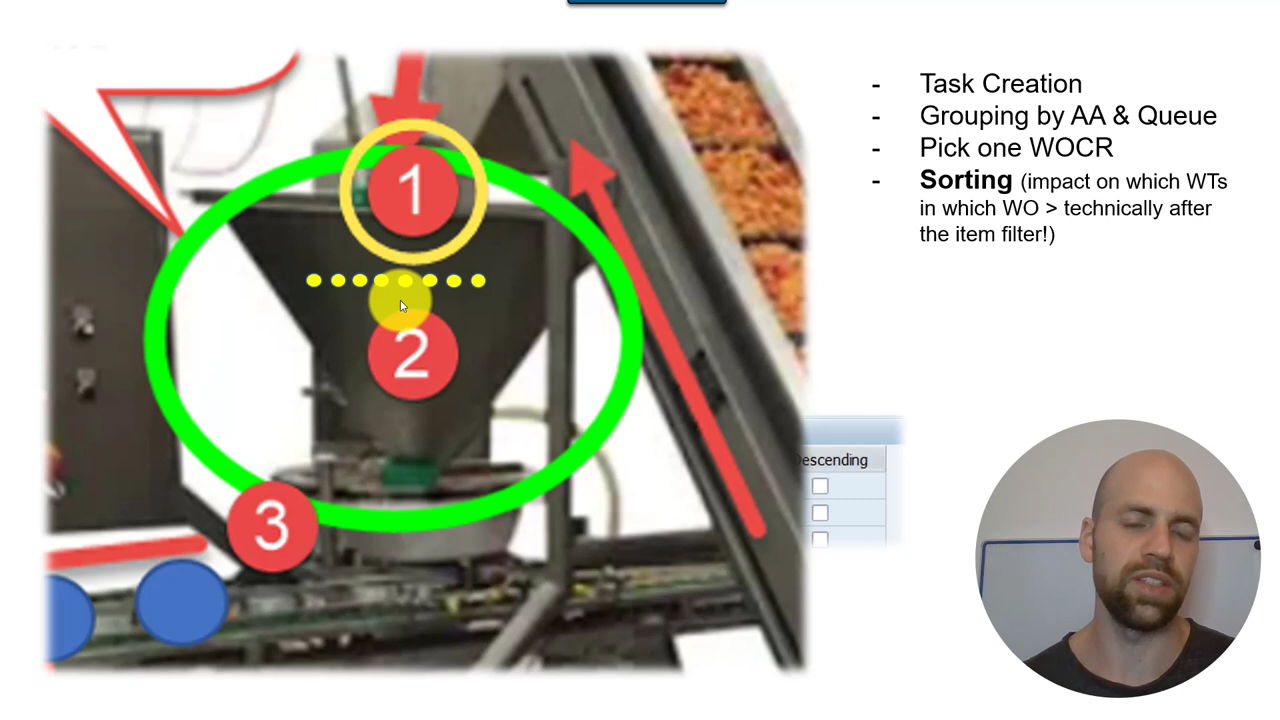 - Task Creation
- Grouping by AA & Queue
- Pick one WOCR
- Sorting (impact on which WTs
in which WO > technically after
the item filter!)
1
2
3
Descending